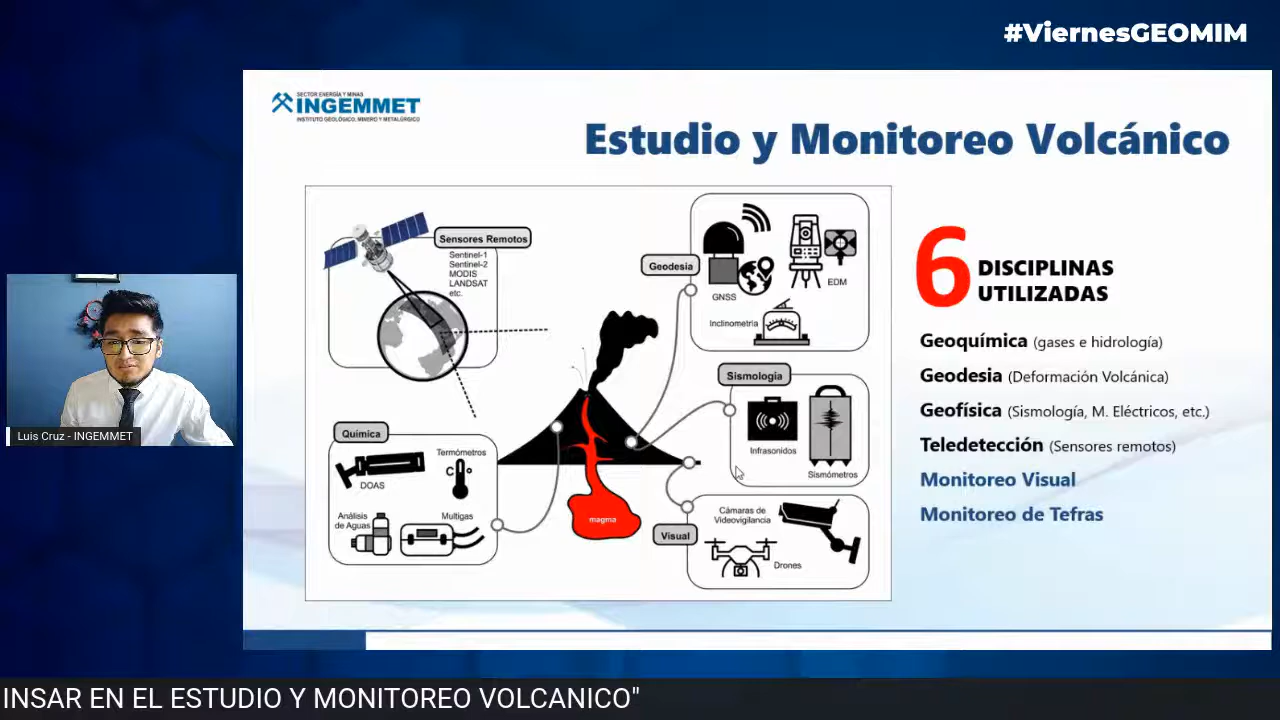 #ViernesGEOMIM
SECTOR ENERGÍA Y MINAS
INGEMMET
INSTITUTO GEOLÓGICO, MINERO Y METALÚRGICO
Estudio y Monitoreo Volcánico
Sensores Remotos
Sentinel-1
Sentinel-2
MODIS
LANDSAT
etc.
Geodesia
GNSS
EDM
Inclinometria
Sismología
Infrasonidos
Sismómetros
Química
Termómetros
C°
DOAS
Análisis
de Aguas
Multigas
magma
Visual
Cámaras de
Videovigilancia
Drones
6 DISCIPLINAS
UTILIZADAS
Geoquímica (gases e hidrología)
Geodesia (Deformación Volcánica)
Geofísica (Sismología, M. Eléctricos, etc.)
Teledetección (Sensores remotos)
Monitoreo Visual
Monitoreo de Tefras
Luis Cruz - INGEMMET
INSAR EN EL ESTUDIO Y MONITOREO VOLCANICO"